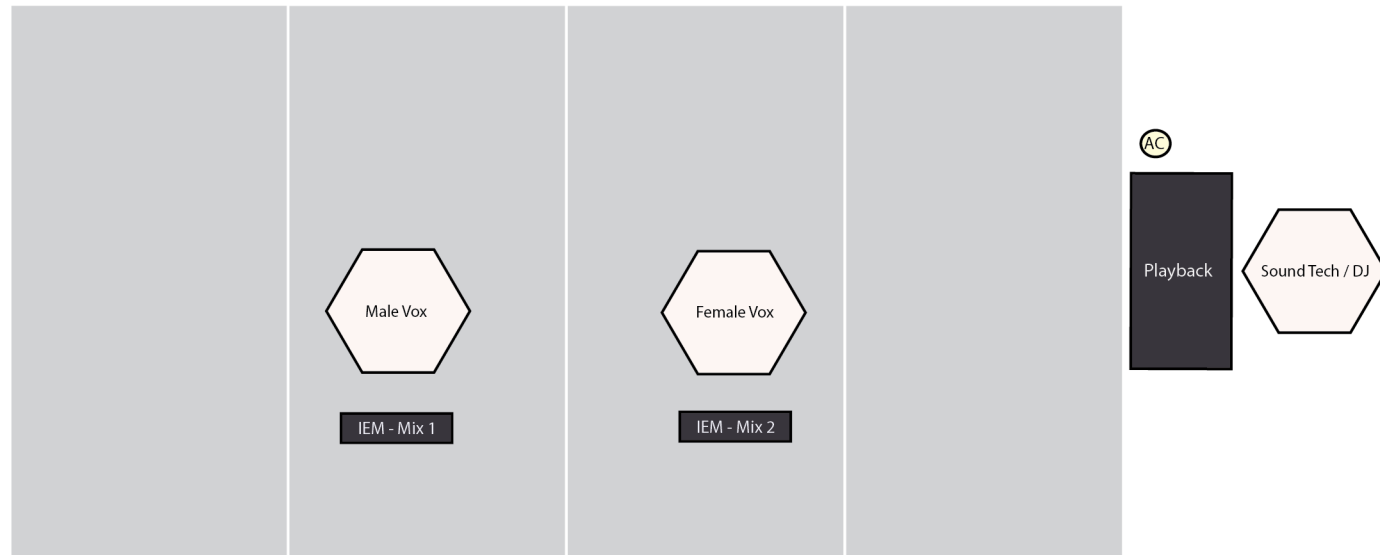 AC
Playback
Sound Tech / DJ
Male Vox
Female Vox
IEM - Mix 1
IEM - Mix 2